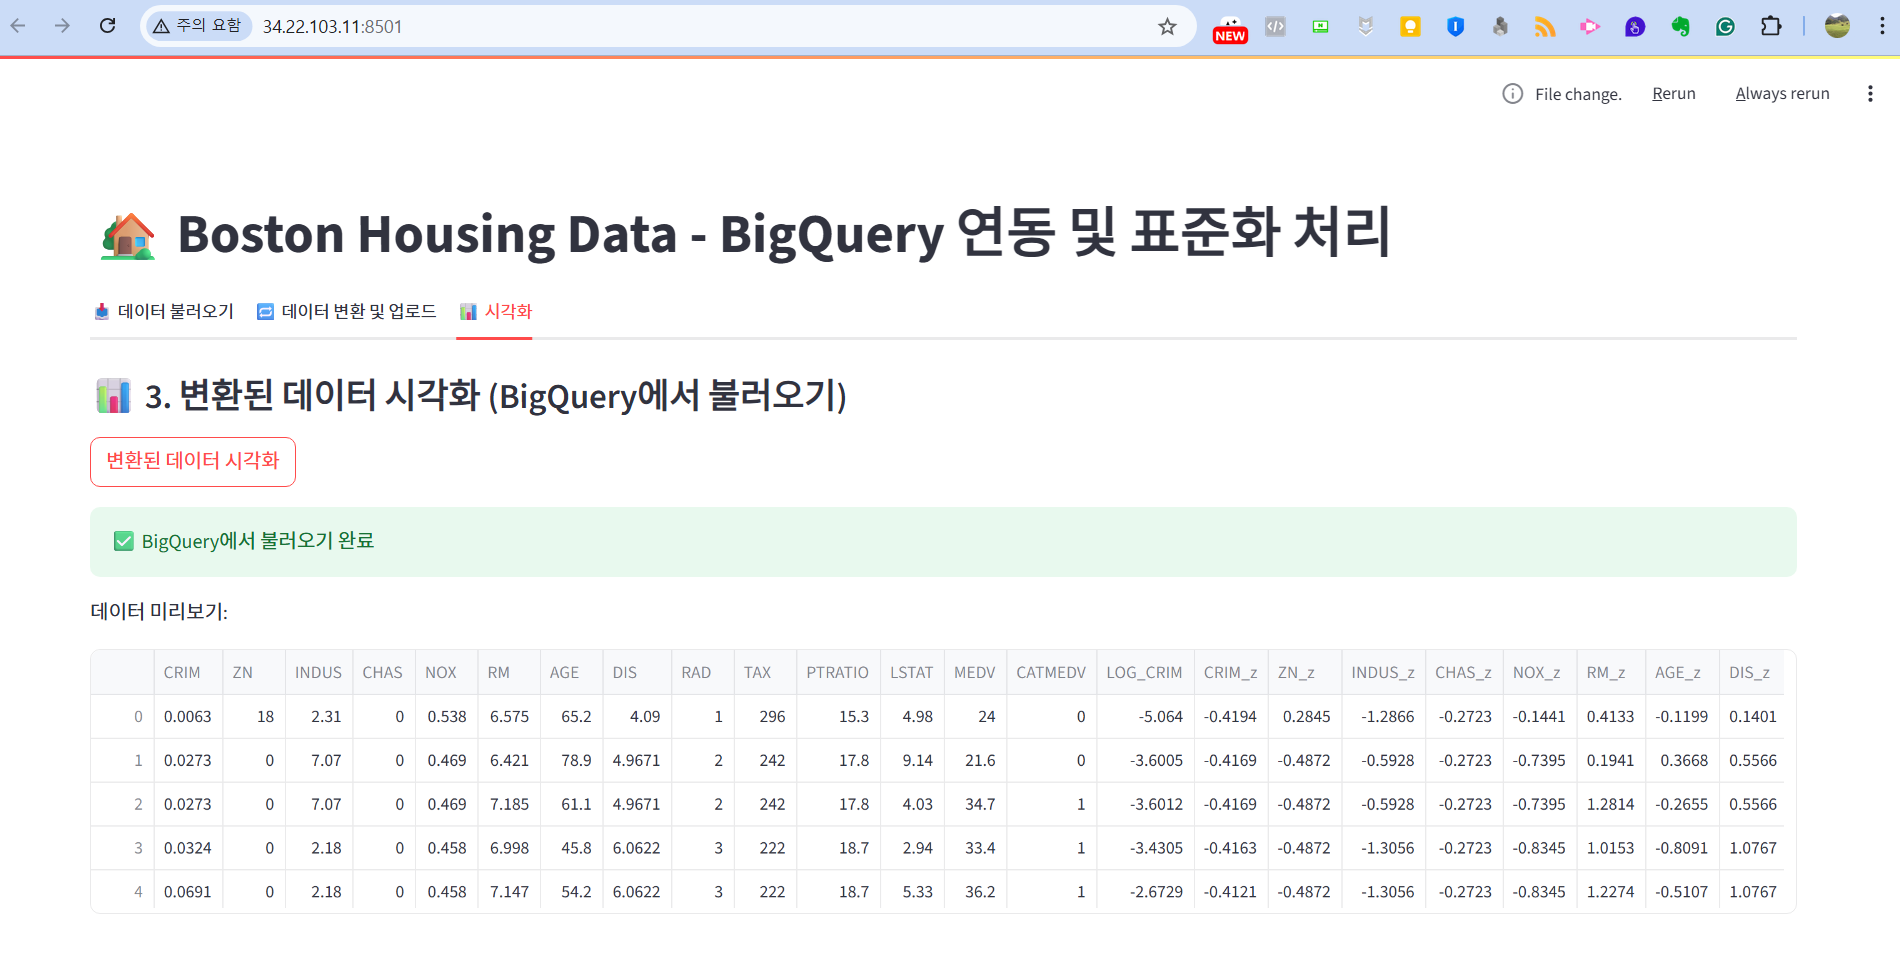 주의 요함 34.22.103.11:8501
NEW
File change. Rerun Always rerun
Boston Housing Data - BigQuery 연동 및 표준화 처리
데이터 불러오기 데이터 변환 및 업로드 시각화
3. 변환된 데이터 시각화 (BigQuery에서 불러오기)
변환된 데이터 시각화
BigQuery에서 불러오기 완료
데이터 미리보기:
CRIM ZN INDUS CHAS NOX RM AGE DIS RAD TAX PTRATIO LSTAT MEDV CATMEDV LOG_CRIM CRIM_z ZN_z INDUS_z CHAS_z NOX_z RM_z AGE_z DIS_z
0 0.0063 18 2.31 0 0.538 6.575 65.2 4.09 1 296 15.3 4.98 24 0 -5.064 -0.4194 0.2845 -1.2866 -0.2723 -0.1441 0.4133 -0.1199 0.1401
1 0.0273 0 7.07 0 0.469 6.421 78.9 4.9671 2 242 17.8 9.14 21.6 0 -3.6005 -0.4169 -0.4872 -0.5928 -0.2723 -0.7395 0.1941 0.3668 0.5566
2 0.0273 0 7.07 0 0.469 7.185 61.1 4.9671 2 242 17.8 4.03 34.7 1 -3.6012 -0.4169 -0.4872 -0.5928 -0.2723 -0.7395 1.2814 -0.2655 0.5566
3 0.0324 0 2.18 0 0.458 6.998 45.8 6.0622 3 222 18.7 2.94 33.4 1 -3.4305 -0.4163 -0.4872 -1.3056 -0.2723 -0.8345 1.0153 -0.8091 1.0767
4 0.0691 0 2.18 0 0.458 7.147 54.2 6.0622 3 222 18.7 5.33 36.2 1 -2.6729 -0.4121 -0.4872 -1.3056 -0.2723 -0.8345 1.2274 -0.5107 1.0767